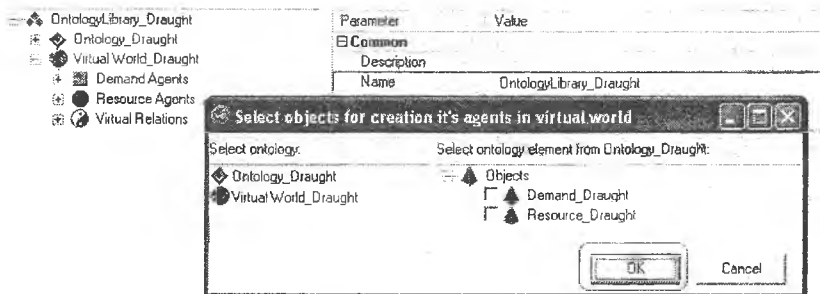 OntologyLibrary_Draught
Ontology_Draught
Virtual World_Draught
Demand Agents
Resource Agents
Virtual Relations
Parameter Value
Common
Description
Name OntologyLibrary_Draught
Select objects for creation it's agents in virtual world
Select ontology: Select ontology element from Ontology_Draught:
Ontology_Draught
Virtual World_Draught
Objects
Demand_Draught
Resource_Draught
OK Cancel